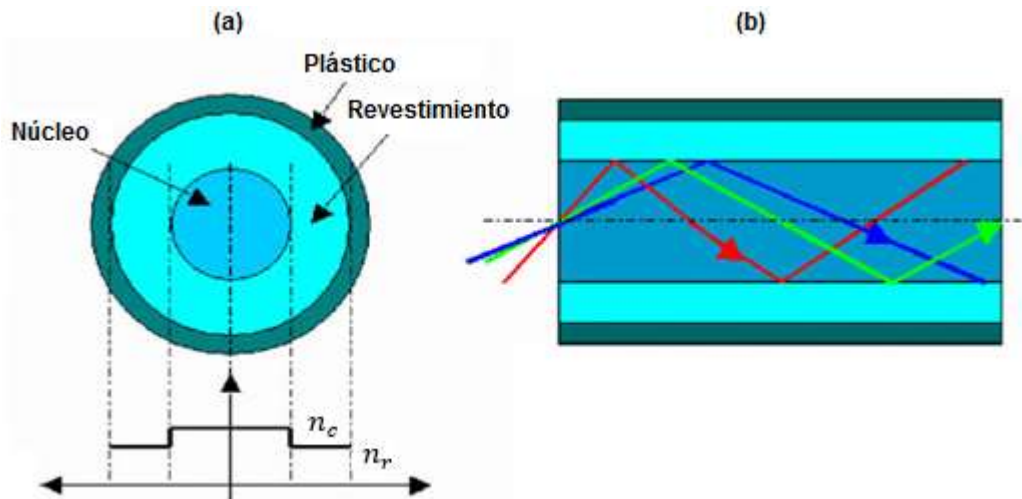 (a)
(b)
Plástico
Revestimiento
Núcleo
n_c
n_r